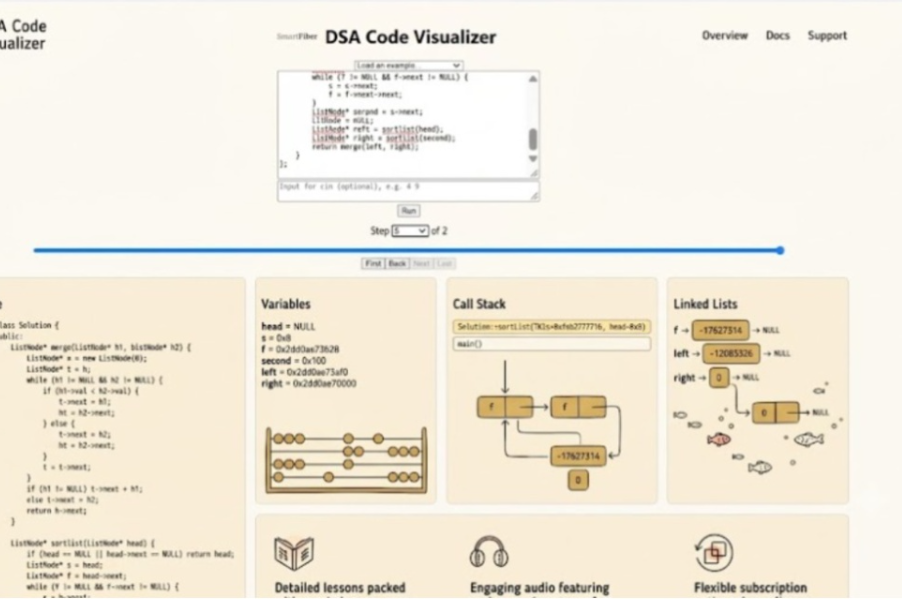 A Code
ualizer
SmartFiber DSA Code Visualizer
Overview Docs Support
Load an example...
while (f != NULL && f->next != NULL) {
s = s->next;
f = f->next->next;
}
ListNode* second = s->next;
= NULL;
ListNode* left = sortlist(head);
ListNode* right = sortlist(second);
return merge(left, right);
}
};
Input for cin (optional), e.g. 4 9
Run
Step 5 of 2
First Back Next Last
e
lass Solution {
public:
ListNode* merge(ListNode* h1, ListNode* h2) {
ListNode* = new ListNode(0);
ListNode* t = h;
while (h1 != NULL && h2 != NULL) {
if (h1->val < h2->val) {
t->next = h1;
ht = h2->next;
} else {
t->next = h2;
ht = h2->next;
}
t = t->next;
}
if (h1 != NULL) t->next = h1;
else t->next = h2;
return h->next;
}
ListNode* sortlist(ListNode* head) {
if (head == NULL || head->next == NULL) return head;
ListNode* s = head;
ListNode* f = head->next;
while (f != NULL && f->next != NULL) {
Variables
head = NULL
s = 0x8
f = 0x2dd0ae73628
second = 0x100
left = 0x2dd0ae73af0
right = 0x2dd0ae70000
Call Stack
main()
f f
-17627314
0
Linked Lists
f → -17627314 → NULL
left → -12085326 → NULL
right → 0 → NULL
0 → NULL
Detailed lessons packed
Engaging audio featuring
Flexible subscription